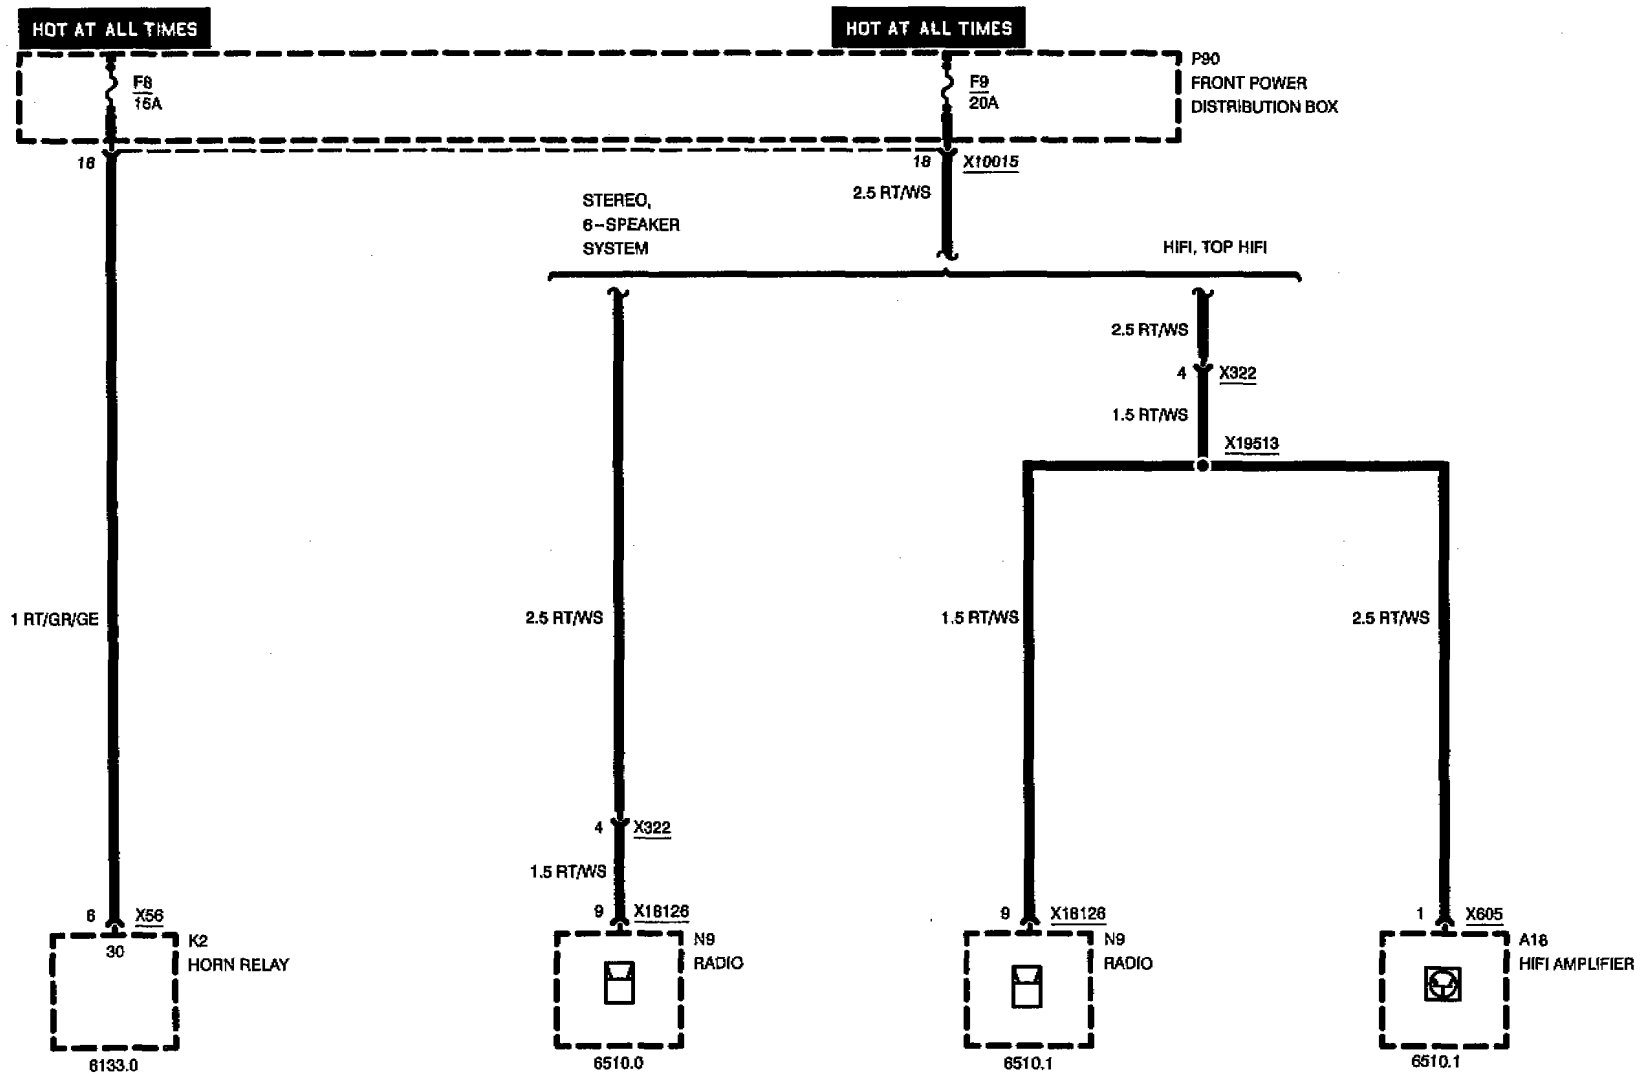 HOT AT ALL TIMES
HOT AT ALL TIMES
F8
15A
F9
20A
P90
FRONT POWER
DISTRIBUTION BOX
16
18
X10015
2.5 RT/WS
STEREO,
6-SPEAKER
SYSTEM
HIFI, TOP HIFI
2.5 RT/WS
4
X322
1.5 RT/WS
X19513
1 RT/GR/GE
2.5 RT/WS
1.5 RT/WS
2.5 RT/WS
4
X322
1.5 RT/WS
6
X56
9
X18126
9
X18126
1
X605
30
K2
HORN RELAY
N9
RADIO
N9
RADIO
A18
HIFI AMPLIFIER
6133.0
6510.0
6510.1
6510.1